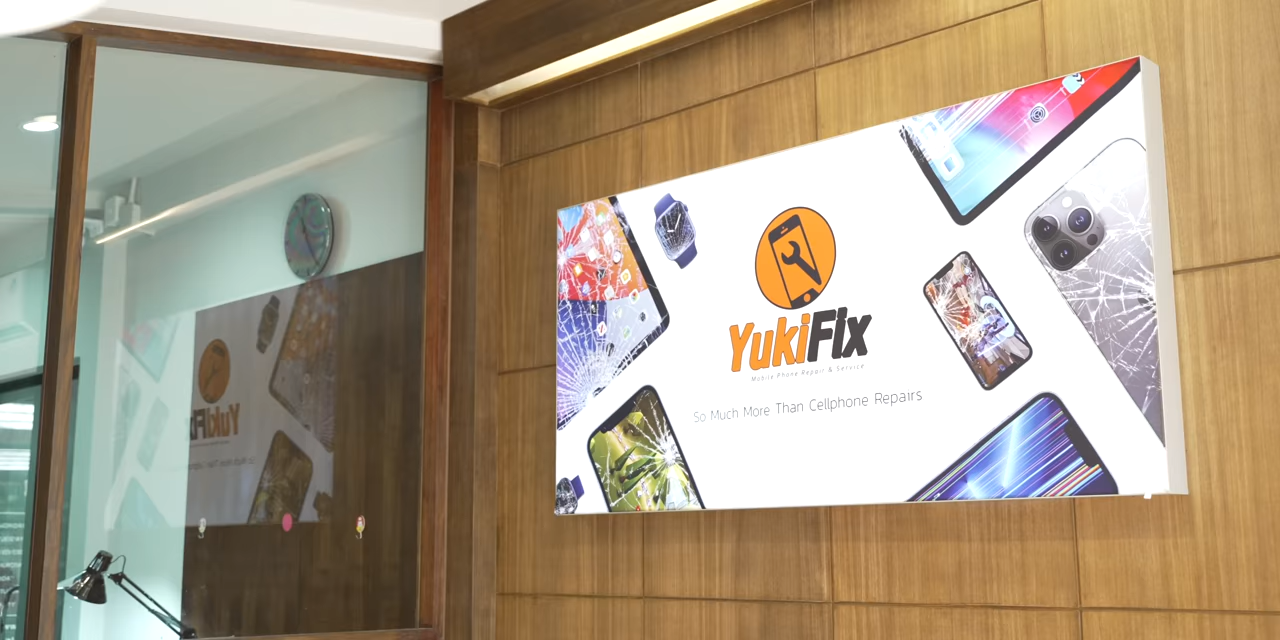 YukiFix
Mobile Phone Repair & Service
So Much More Than Cellphone Repairs